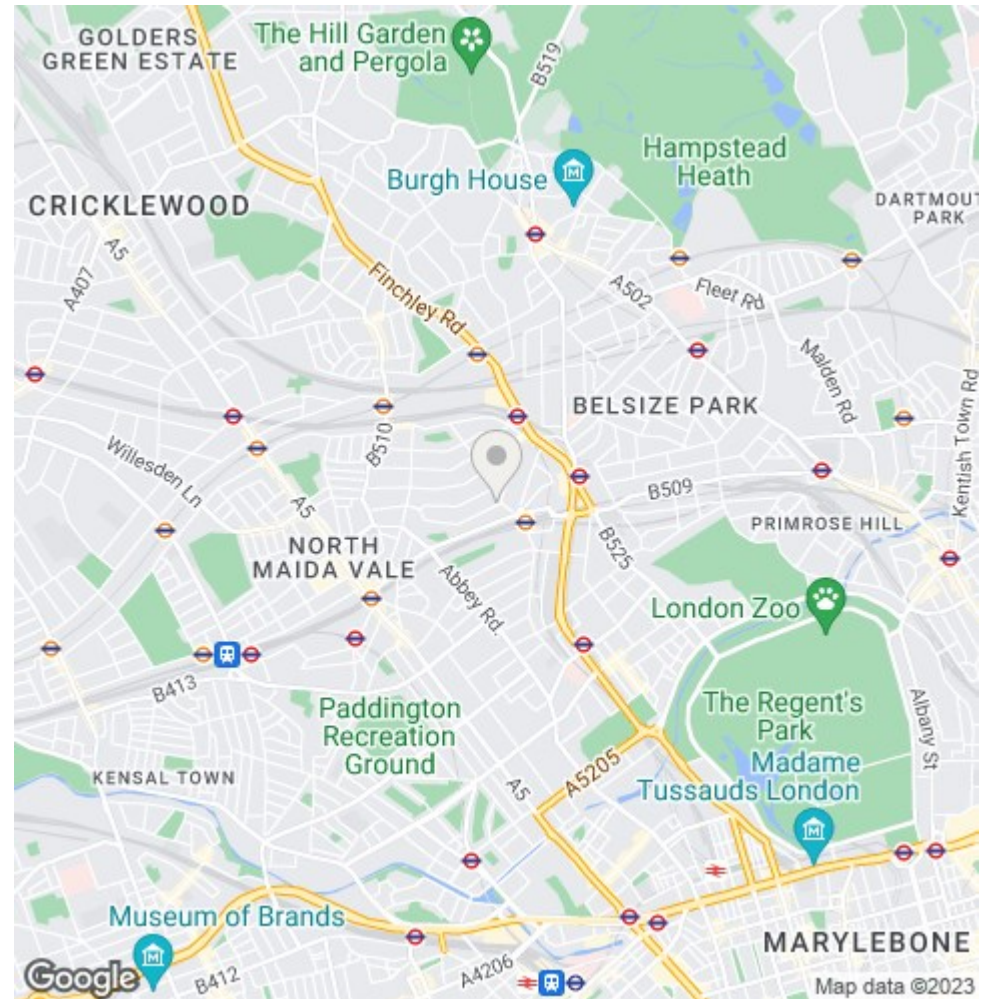 GOLDERS
GREEN ESTATE
The Hill Garden
and Pergola
B519
Hampstead
Heath
Burgh House
DARTMOUT
PARK
CRICKLEWOOD
A5
A407
Finchley Rd
A502
Fleet Rd
Malden Rd
Kentish Town Rd
BELSIZE PARK
B510
Willesden Ln
A5
B509
PRIMROSE HILL
B525
NORTH
MAIDA VALE
Abbey Rd.
London Zoo
B413
Paddington
Recreation
Ground
The Regent's
Park
Albany St
KENSAL TOWN
A5
A5205
Madame
Tussauds London
Museum of Brands
MARYLEBONE
Google
B412
A4206
Map data ©2023